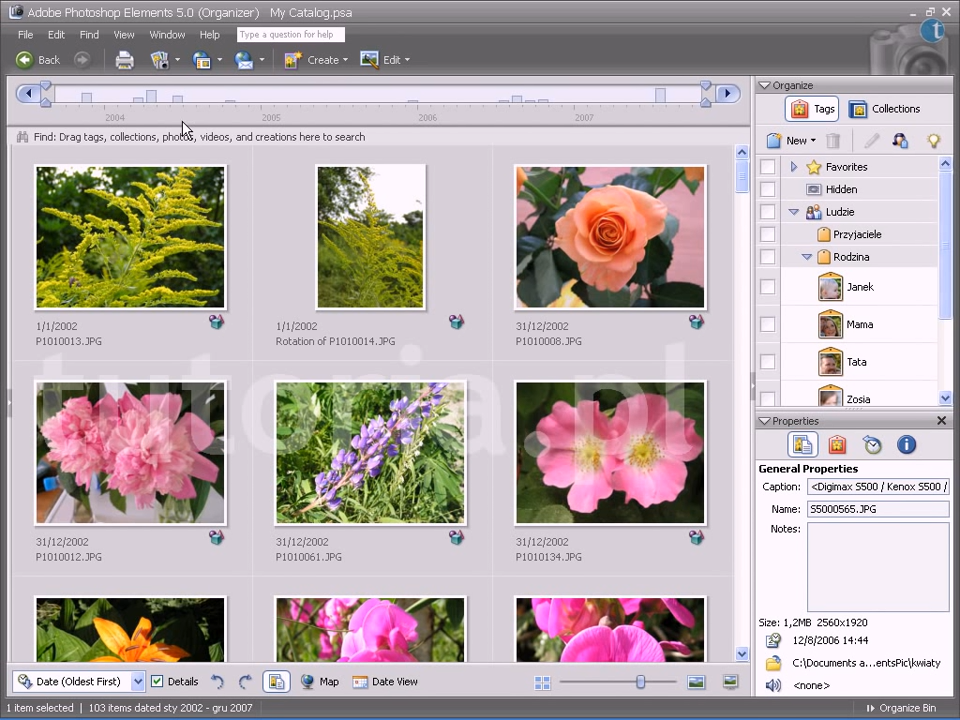 Adobe Photoshop Elements 5.0 (Organizer)   My Catalog.psa
File   Edit   Find   View   Window   Help   Type a question for help
Back   Create   Edit
2004   2005   2006   2007
Find: Drag tags, collections, photos, videos, and creations here to search
1/1/2002   1/1/2002   31/12/2002
P1010013.JPG   Rotation of P1010014.JPG   P1010008.JPG
31/12/2002   31/12/2002   31/12/2002
P1010012.JPG   P1010061.JPG   P1010134.JPG
tutoria.pl
Date (Oldest First)   Details   Map   Date View
1 item selected   103 items dated sty 2002 - gru 2007   Organize Bin
t
Organize
Tags   Collections
New
Favorites
Hidden
Ludzie
Przyjaciele
Rodzina
Janek
Mama
Tata
Zosia
Properties
General Properties
Caption: <Digimax S500 / Kenox S500 /
Name: S5000565.JPG
Notes:
Size: 1,2MB 2560x1920
12/8/2006 14:44
C:\Documents a...entsPic\kwiaty
<none>